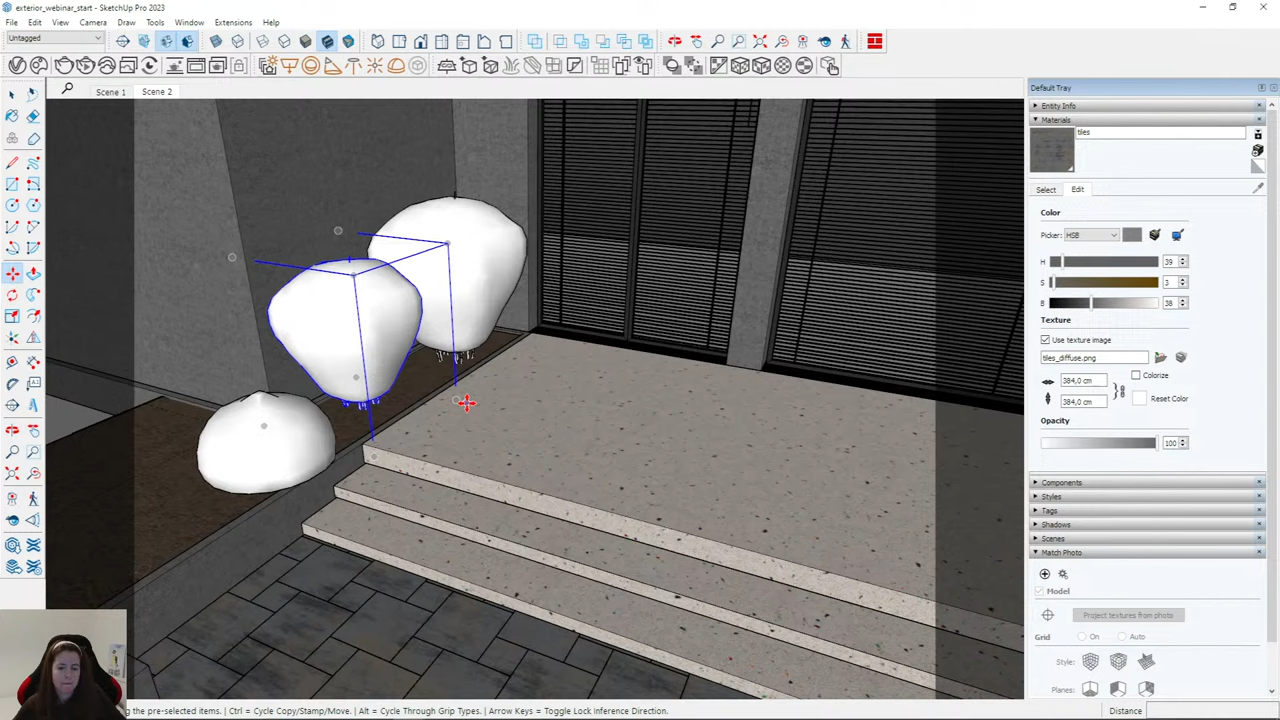 exterior_webinar_start - SketchUp Pro 2023
File Edit View Camera Draw Tools Window Extensions Help
Untagged
Scene 1 Scene 2
Default Tray
Entity Info
Materials
tiles
Select Edit
Color
Picker: HSB
H 39
S 3
B 38
Texture
Use texture image
tiles_diffuse.png
384,0 cm
Colorize
384,0 cm
Reset Color
Opacity
100
Components
Styles
Tags
Shadows
Scenes
Match Photo
Model
Project textures from photo
Grid On Auto
Style:
Planes:
g the pre-selected items. | Ctrl = Cycle Copy/Stamp/Move. | Alt = Cycle Through Grip Types. | Arrow Keys = Toggle Lock Inference Direction.
Distance